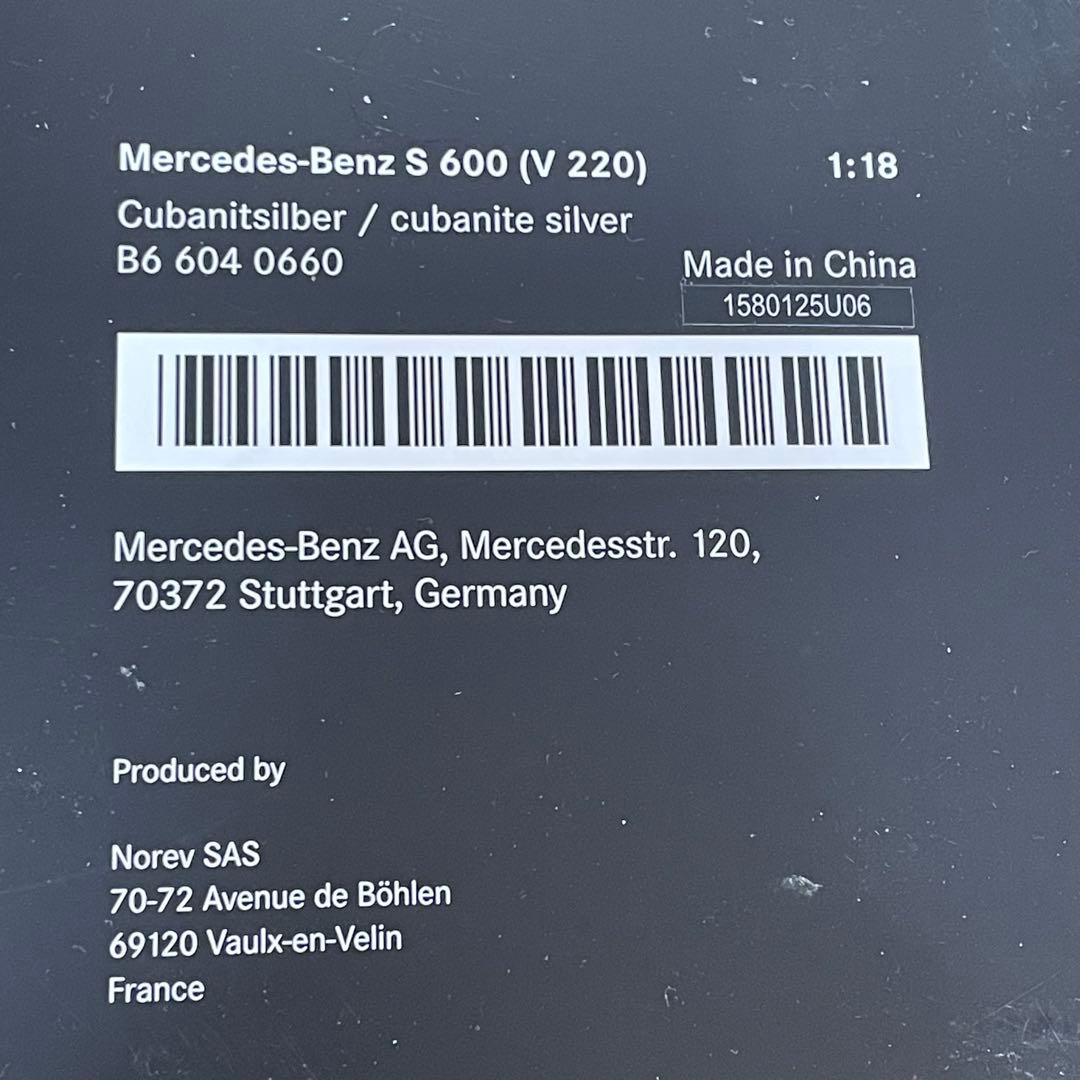 Mercedes-Benz S 600 (V 220) 1:18
Cubanitsilber / cubanite silver
B6 604 0660
Made in China
1580125U06
Mercedes-Benz AG, Mercedesstr. 120,
70372 Stuttgart, Germany
Produced by
Norev SAS
70-72 Avenue de Böhlen
69120 Vaulx-en-Velin
France